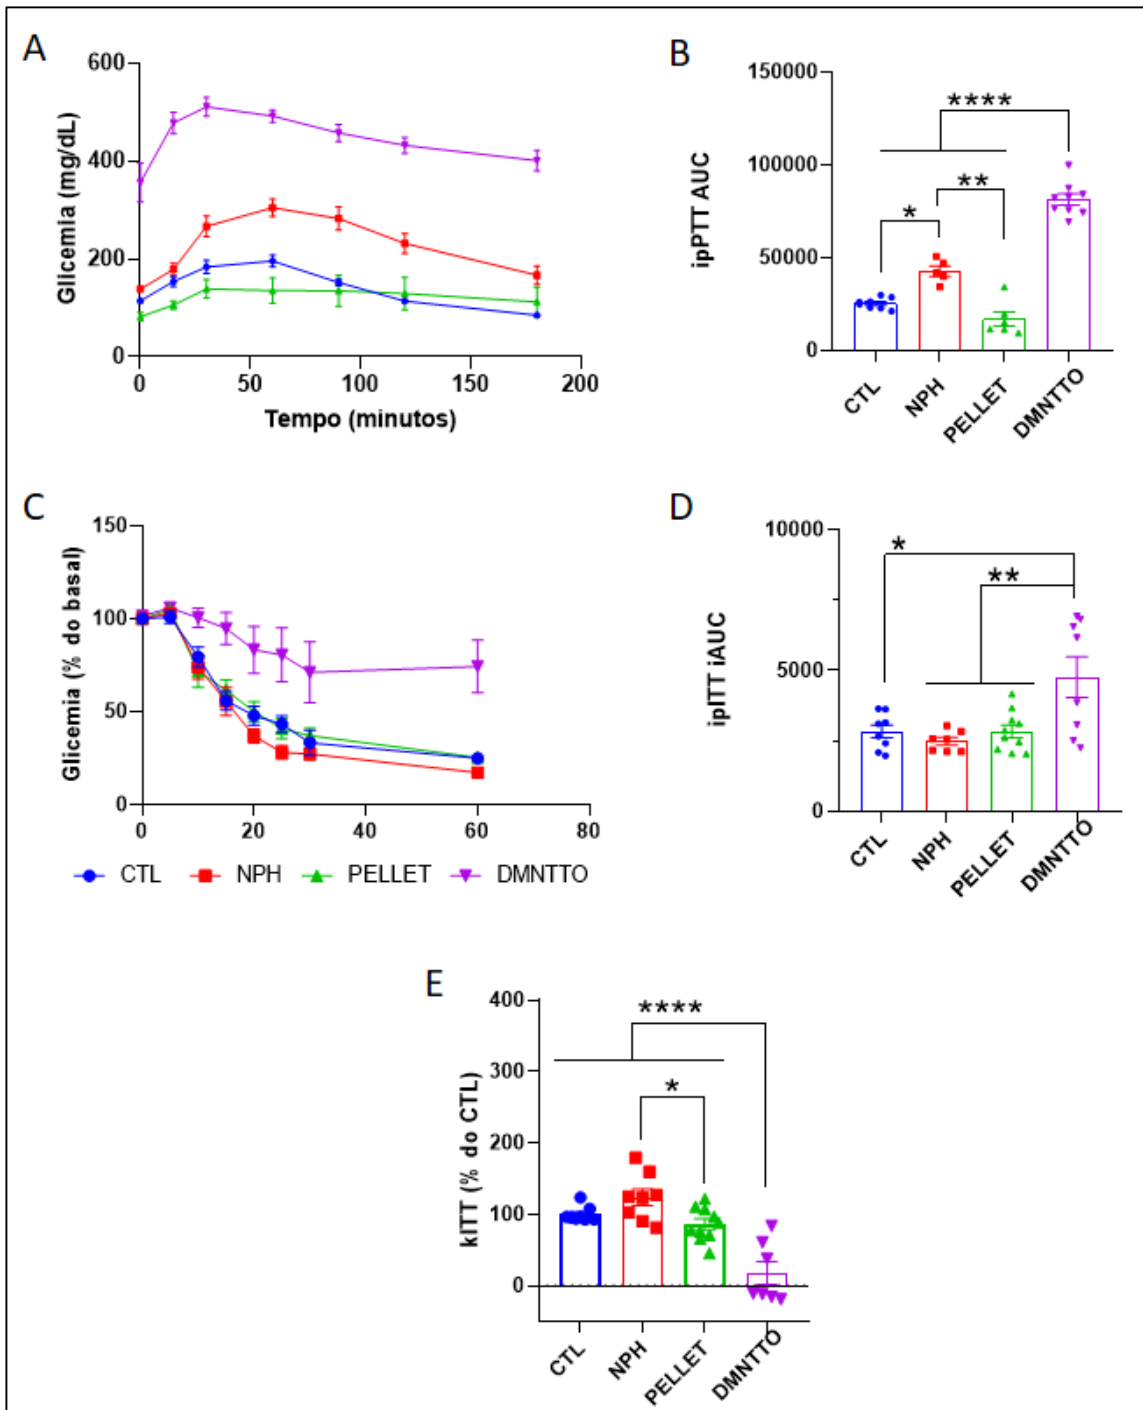 A
Glicemia (mg/dL)
600
400
200
0
0 50 100 150 200
Tempo (minutos)
B
ipPTT AUC
150000
100000
50000
0
****
**
*
CTL NPH PELLET DMNTTO
C
Glicemia (% do basal)
150
100
50
0
0 20 40 60 80
CTL NPH PELLET DMNTTO
D
ipITT iAUC
10000
5000
0
*
**
CTL NPH PELLET DMNTTO
E
kITT (% do CTL)
400
300
200
100
0
****
*
CTL NPH PELLET DMNTTO